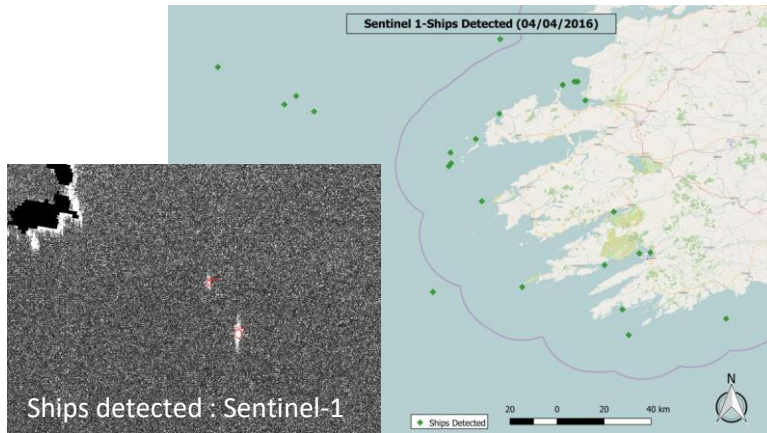 Sentinel 1-Ships Detected (04/04/2016)
Ships detected : Sentinel-1
N
Ships Detected
20 0 20 40 km